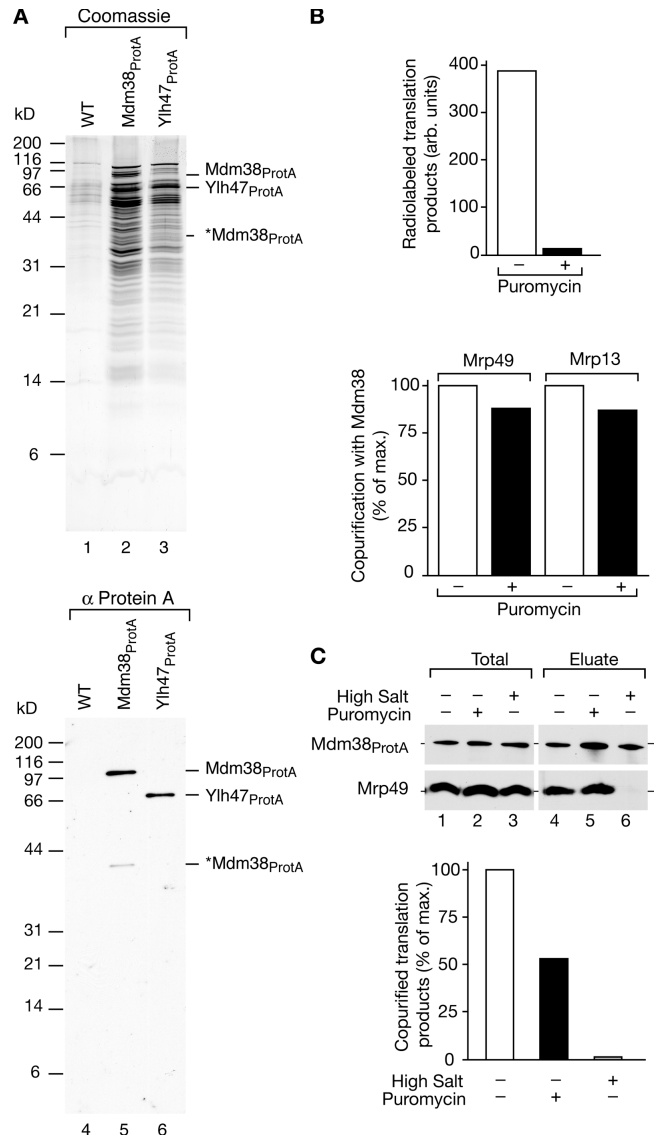 A
Coomassie
kD
WT
Mdm38ProtA
Ylh47ProtA
200
116
97
66
44
31
21
14
6
Mdm38ProtA
Ylh47ProtA
*Mdm38ProtA
1 2 3
α Protein A
kD
WT
Mdm38ProtA
Ylh47ProtA
200
116
97
66
44
31
21
14
6
Mdm38ProtA
Ylh47ProtA
*Mdm38ProtA
4 5 6
B
Radiolabeled translation
products (arb. units)
400
300
400
200
100
0
− +
Puromycin
Mrp49 Mrp13
Copurification with Mdm38
(% of max.)
100
75
50
25
0
− + − +
Puromycin
C
Total Eluate
High Salt − − + − − +
Puromycin − + − − + −
Mdm38ProtA
Mrp49
1 2 3 4 5 6
Copurified translation
products (% of max.)
100
75
50
25
0
High Salt − − +
Puromycin − + −